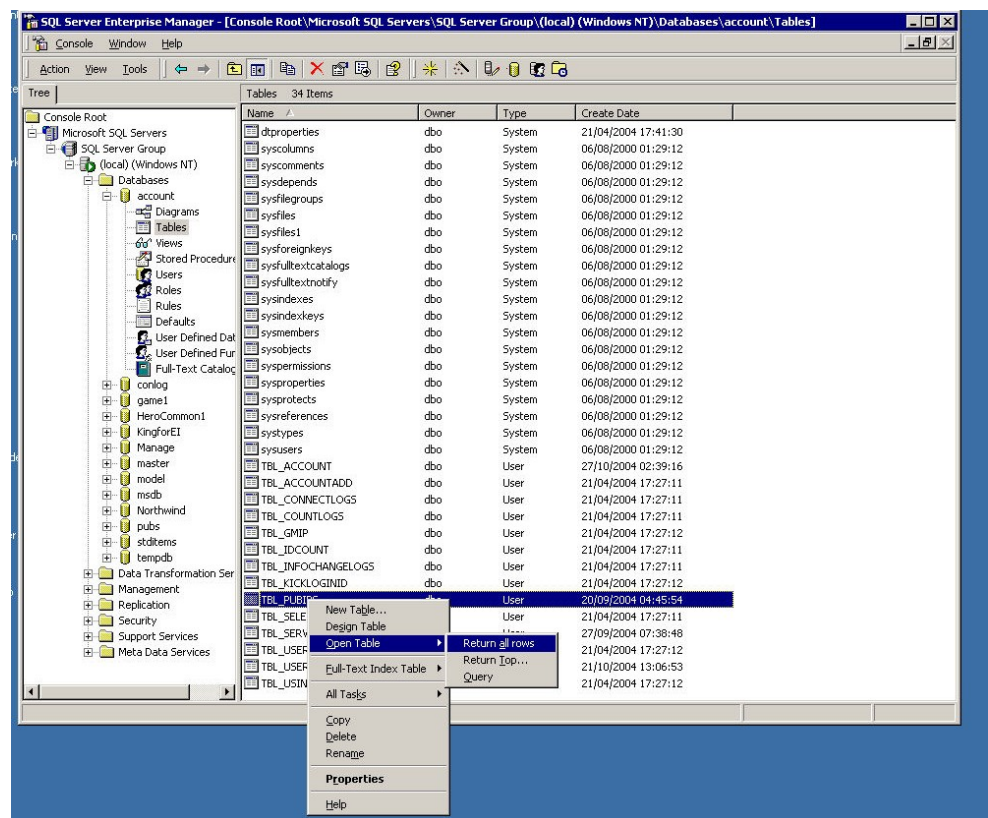 SQL Server Enterprise Manager - [Console Root\Microsoft SQL Servers\SQL Server Group\(local) (Windows NT)\Databases\account\Tables]
Console Window Help
Action View Tools
Tree
Tables 34 Items
Console Root
Microsoft SQL Servers
SQL Server Group
(local) (Windows NT)
Databases
account
Diagrams
Tables
Views
Stored Procedure
Users
Roles
Rules
Defaults
User Defined Dat
User Defined Fur
Full-Text Catalog
conlog
game1
HeroCommon1
KingforEI
Manage
master
model
msdb
Northwind
pubs
stditems
tempdb
Data Transformation Ser
Management
Replication
Security
Support Services
Meta Data Services
Name Owner Type Create Date
dtproperties dbo System 21/04/2004 17:41:30
syscolumns dbo System 06/08/2000 01:29:12
syscomments dbo System 06/08/2000 01:29:12
sysdepends dbo System 06/08/2000 01:29:12
sysfilegroups dbo System 06/08/2000 01:29:12
sysfiles dbo System 06/08/2000 01:29:12
sysfiles1 dbo System 06/08/2000 01:29:12
sysforeignkeys dbo System 06/08/2000 01:29:12
sysfulltextcatalogs dbo System 06/08/2000 01:29:12
sysfulltextnotify dbo System 06/08/2000 01:29:12
sysindexes dbo System 06/08/2000 01:29:12
sysindexkeys dbo System 06/08/2000 01:29:12
sysmembers dbo System 06/08/2000 01:29:12
sysobjects dbo System 06/08/2000 01:29:12
syspermissions dbo System 06/08/2000 01:29:12
sysproperties dbo System 06/08/2000 01:29:12
sysprotects dbo System 06/08/2000 01:29:12
sysreferences dbo System 06/08/2000 01:29:12
systypes dbo System 06/08/2000 01:29:12
sysusers dbo System 06/08/2000 01:29:12
TBL_ACCOUNT dbo User 27/10/2004 02:39:16
TBL_ACCOUNTADD dbo User 21/04/2004 17:27:11
TBL_CONNECTLOGS dbo User 21/04/2004 17:27:11
TBL_COUNTLOGS dbo User 21/04/2004 17:27:11
TBL_GMIP dbo User 21/04/2004 17:27:12
TBL_IDCOUNT dbo User 21/04/2004 17:27:11
TBL_INFOCHANGELOGS dbo User 21/04/2004 17:27:11
TBL_KICKLOGINID dbo User 21/04/2004 17:27:12
TBL_PUBIPS dbo User 20/09/2004 04:45:54
TBL_SELE User 21/04/2004 17:27:11
TBL_SERV 27/09/2004 07:38:48
TBL_USER 21/04/2004 17:27:12
TBL_USER 21/10/2004 13:06:53
TBL_USIN 21/04/2004 17:27:12
New Table...
Design Table
Open Table
Full-Text Index Table
All Tasks
Copy
Delete
Rename
Properties
Help
Return all rows
Return Top...
Query